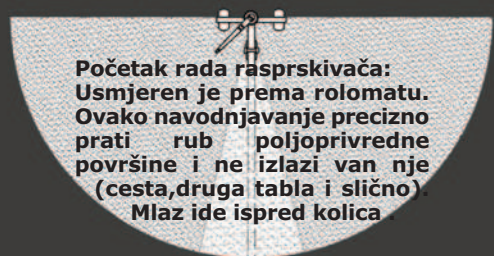 Početak rada rasprskivača:
Usmjeren je prema rolomatu.
Ovako navodnjavanje precizno
prati rub poljoprivredne
površine i ne izlazi van nje
(cesta,druga tabla i slično).
Mlaz ide ispred kolica .